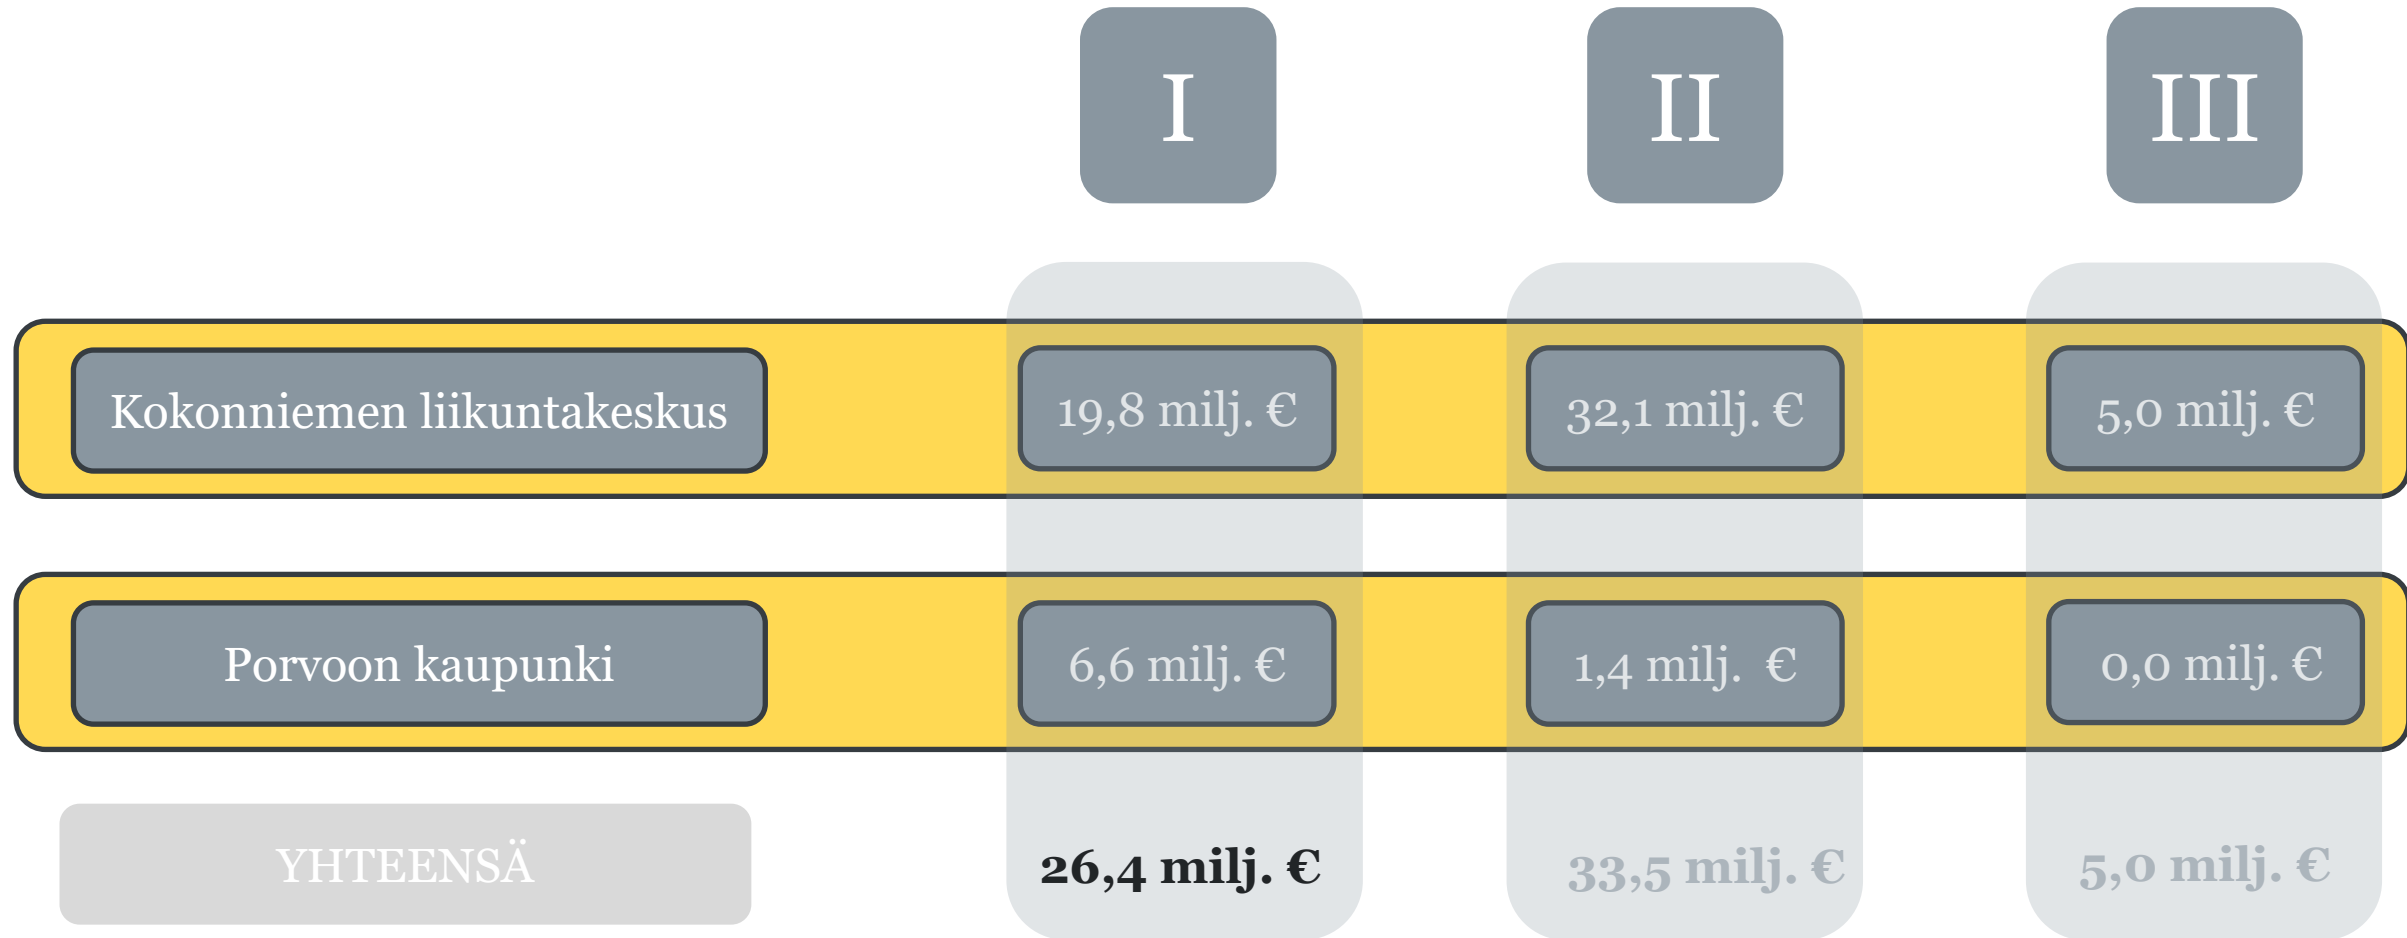 I II III
Kokonniemen liikuntakeskus 19,8 milj. € 32,1 milj. € 5,0 milj. €
Porvoon kaupunki 6,6 milj. € 1,4 milj. € 0,0 milj. €
YHTEENSÄ 26,4 milj. € 33,5 milj. € 5,0 milj. €